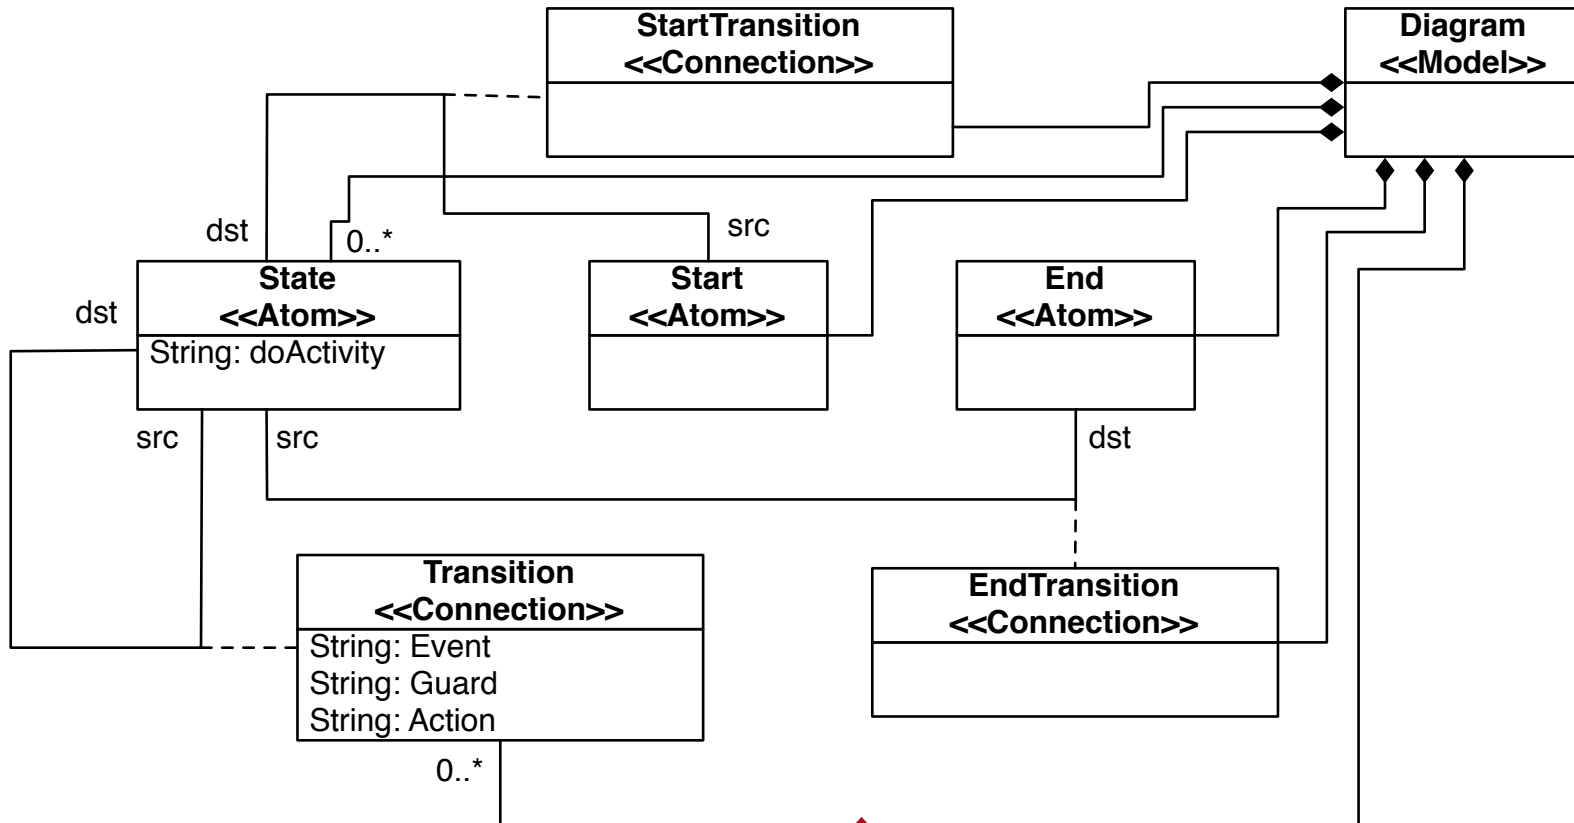 StartTransition
<<Connection>>
Diagram
<<Model>>
dst
0..*
src
State
<<Atom>>
String: doActivity
Start
<<Atom>>
End
<<Atom>>
dst
src
src
dst
Transition
<<Connection>>
String: Event
String: Guard
String: Action
EndTransition
<<Connection>>
0..*